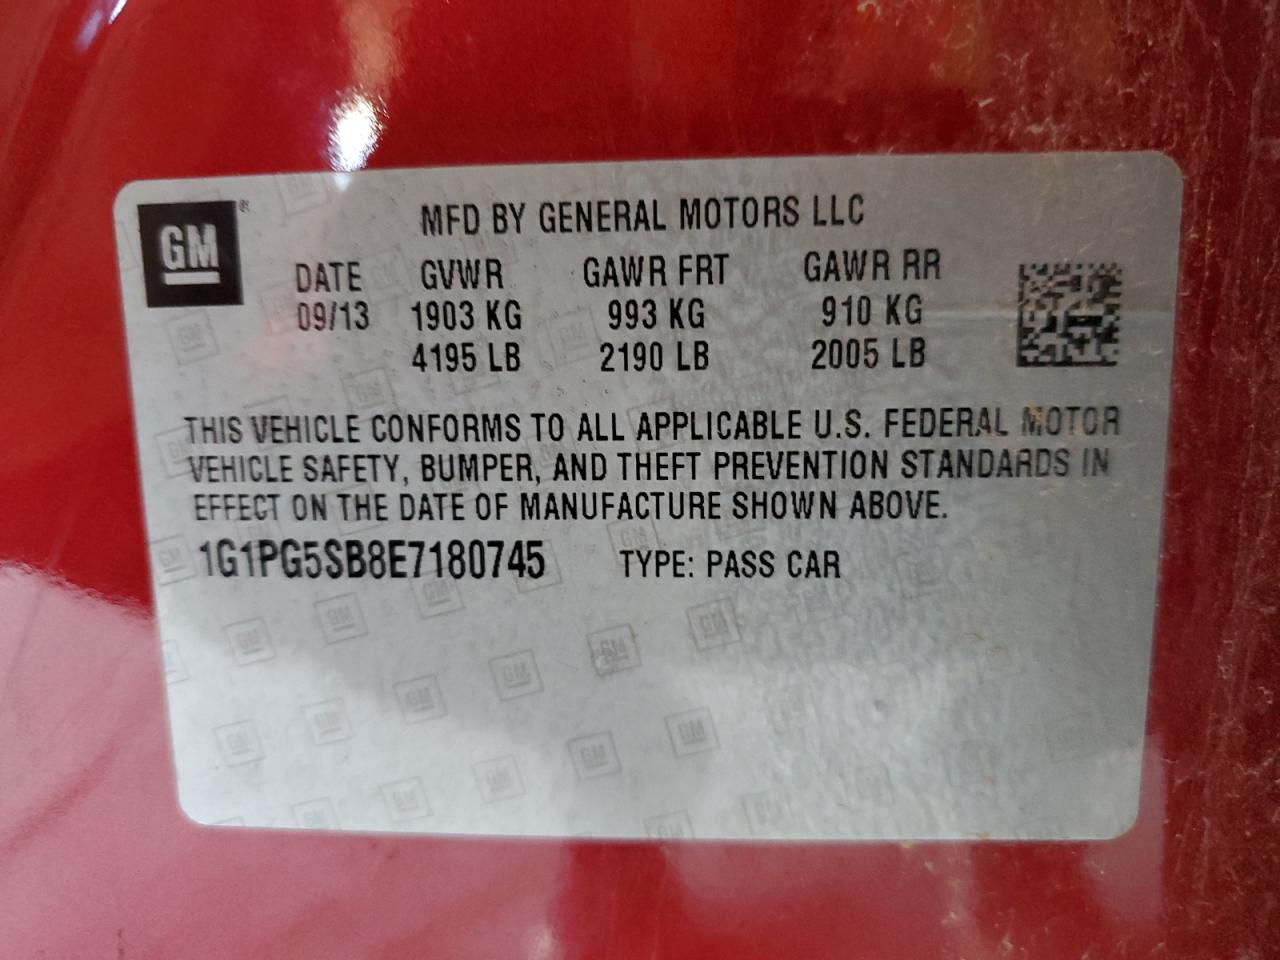 GM®
MFD BY GENERAL MOTORS LLC
DATE GVWR GAWR FRT GAWR RR
09/13 1903 KG 993 KG 910 KG
4195 LB 2190 LB 2005 LB
THIS VEHICLE CONFORMS TO ALL APPLICABLE U.S. FEDERAL MOTOR
VEHICLE SAFETY, BUMPER, AND THEFT PREVENTION STANDARDS IN
EFFECT ON THE DATE OF MANUFACTURE SHOWN ABOVE.
1G1PG5SB8E7180745 TYPE: PASS CAR